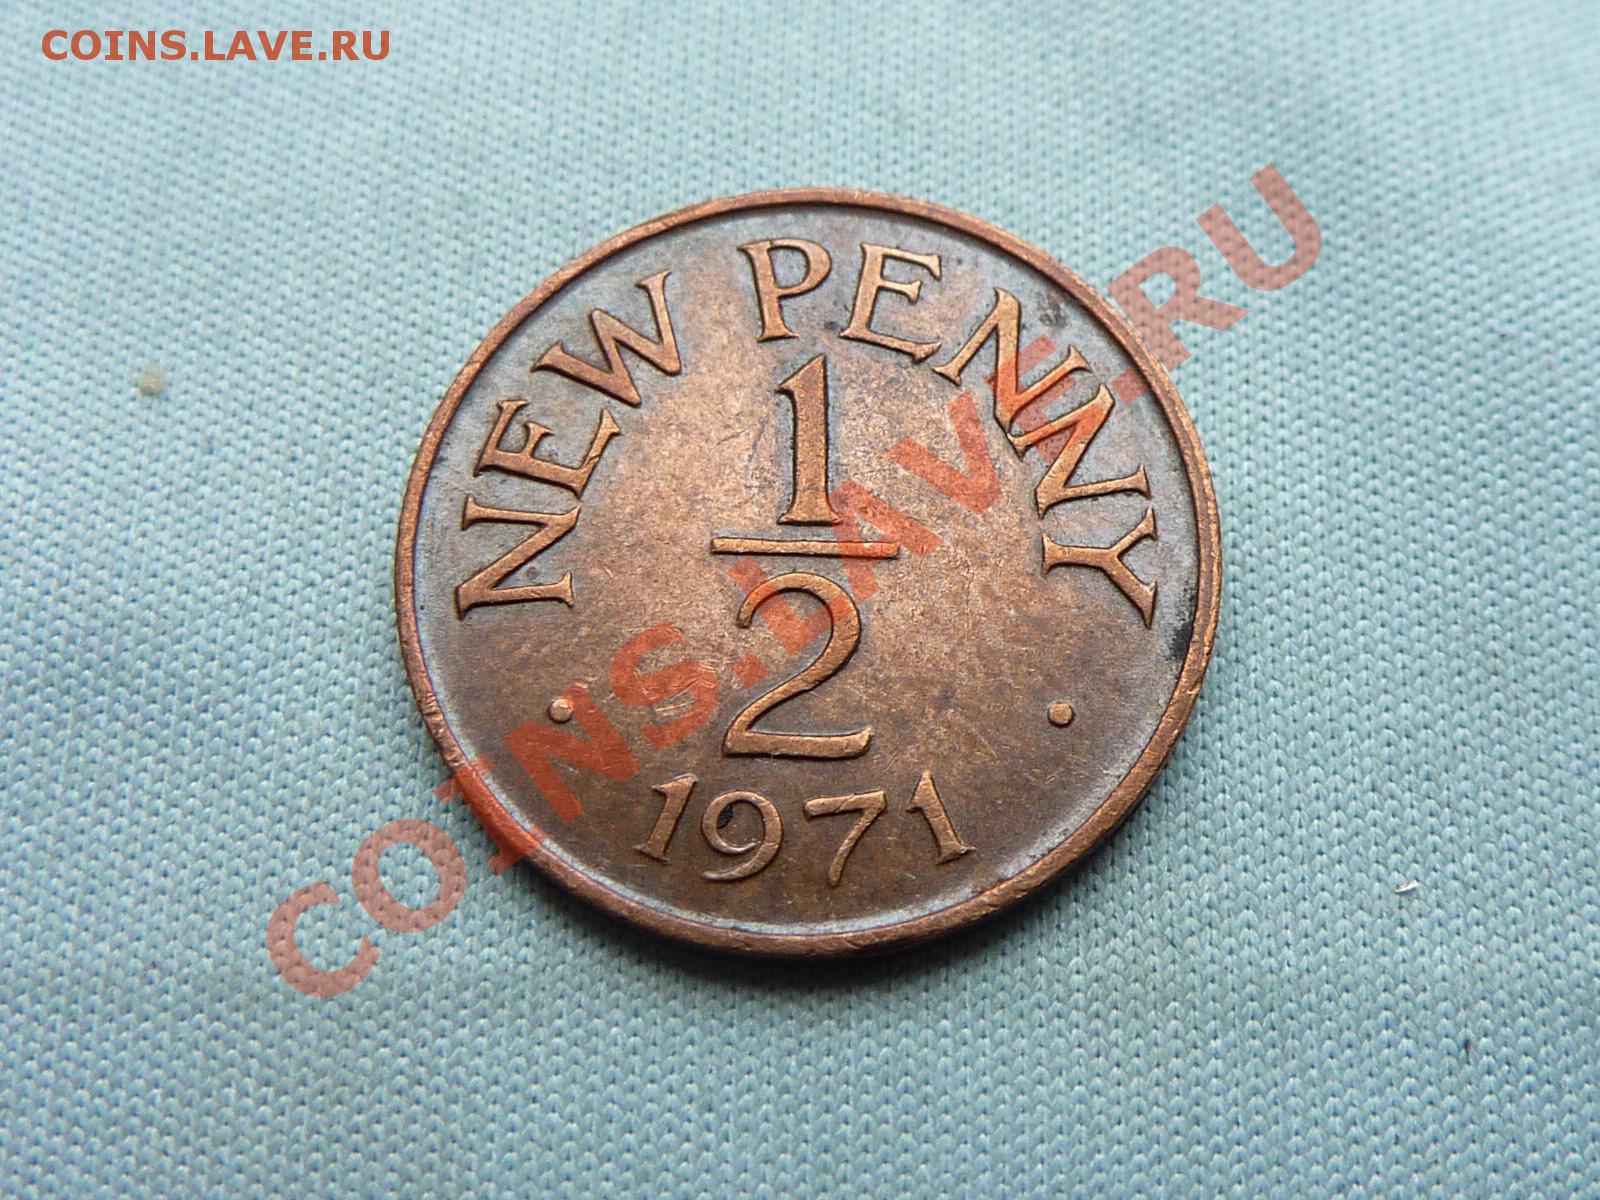 COINS.LAVE.RU
NEW PENNY
1
2
1971
COINS.LAVE.RU